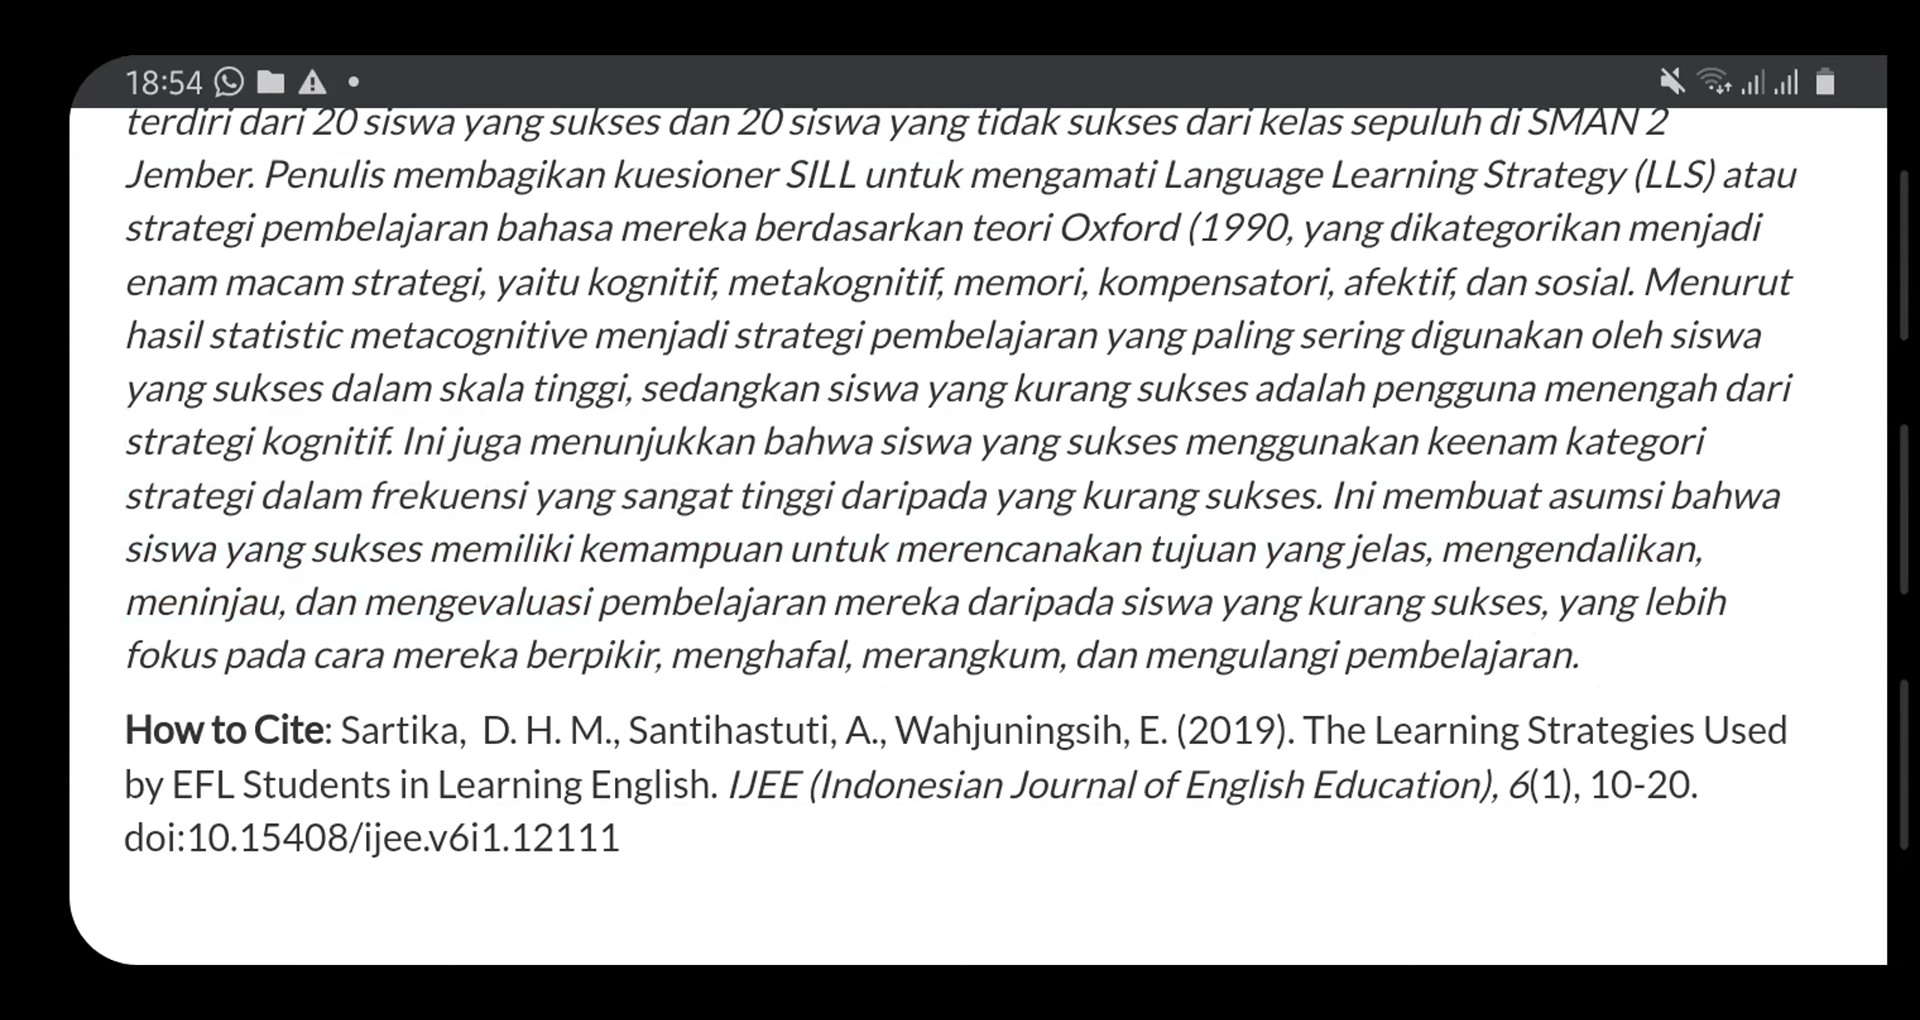 18:54
terdiri dari 20 siswa yang sukses dan 20 siswa yang tidak sukses dari kelas sepuluh di SMAN 2
Jember. Penulis membagikan kuesioner SILL untuk mengamati Language Learning Strategy (LLS) atau
strategi pembelajaran bahasa mereka berdasarkan teori Oxford (1990, yang dikategorikan menjadi
enam macam strategi, yaitu kognitif, metakognitif, memori, kompensatori, afektif, dan sosial. Menurut
hasil statistic metacognitive menjadi strategi pembelajaran yang paling sering digunakan oleh siswa
yang sukses dalam skala tinggi, sedangkan siswa yang kurang sukses adalah pengguna menengah dari
strategi kognitif. Ini juga menunjukkan bahwa siswa yang sukses menggunakan keenam kategori
strategi dalam frekuensi yang sangat tinggi daripada yang kurang sukses. Ini membuat asumsi bahwa
siswa yang sukses memiliki kemampuan untuk merencanakan tujuan yang jelas, mengendalikan,
meninjau, dan mengevaluasi pembelajaran mereka daripada siswa yang kurang sukses, yang lebih
fokus pada cara mereka berpikir, menghafal, merangkum, dan mengulangi pembelajaran.
How to Cite: Sartika, D. H. M., Santihastuti, A., Wahjuningsih, E. (2019). The Learning Strategies Used
by EFL Students in Learning English. IJEE (Indonesian Journal of English Education), 6(1), 10-20.
doi:10.15408/ijee.v6i1.12111